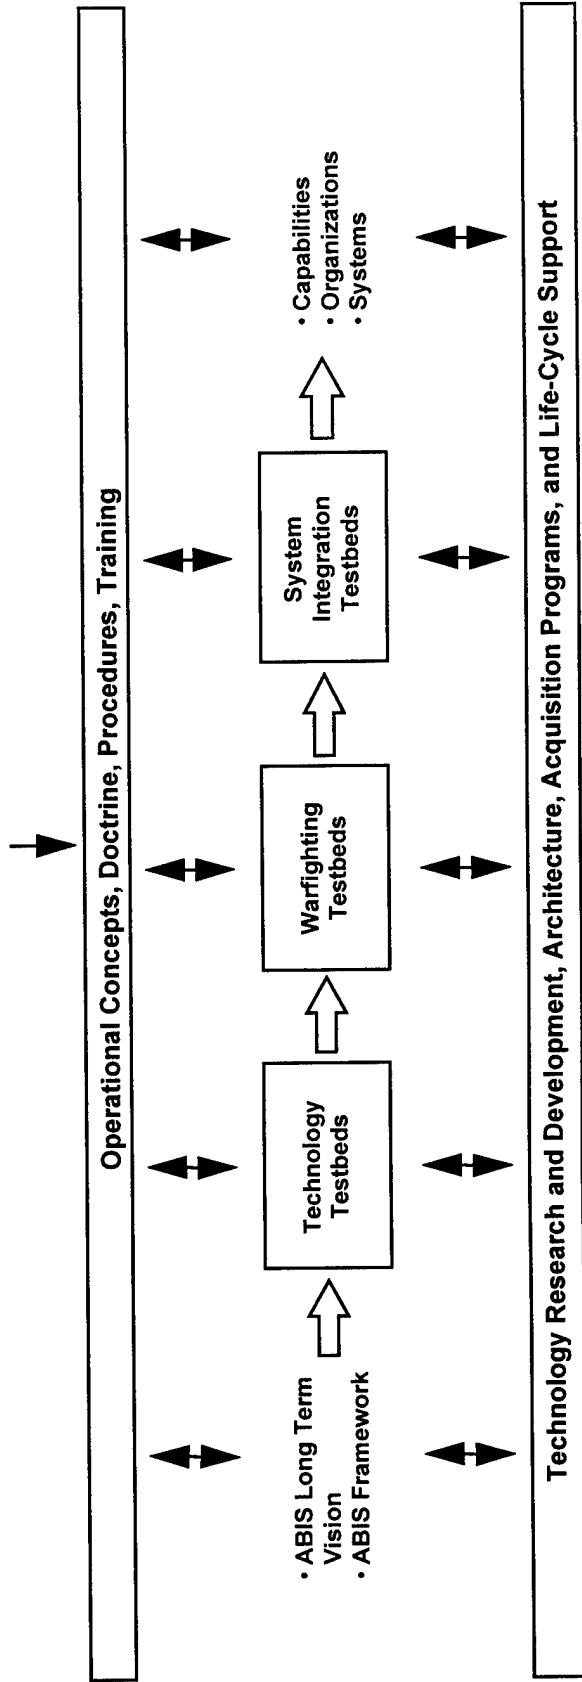 Operational Concepts, Doctrine, Procedures, Training
• ABIS Long Term
Vision
• ABIS Framework
Technology
Testbeds
Warfighting
Testbeds
System
Integration
Testbeds
• Capabilities
• Organizations
• Systems
Technology Research and Development, Architecture, Acquisition Programs, and Life-Cycle Support